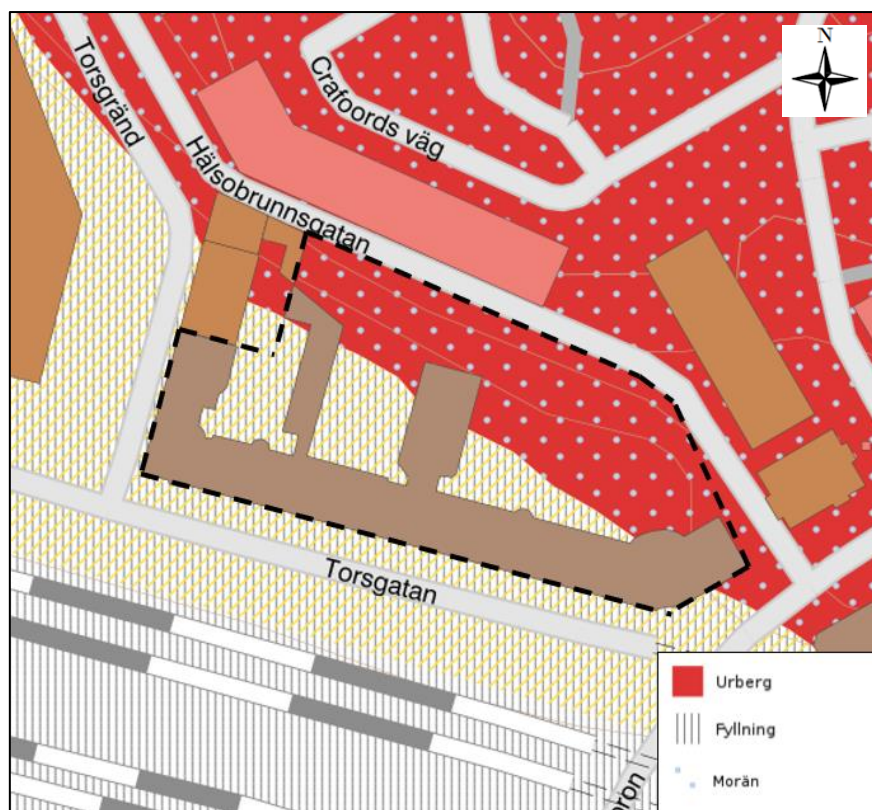 N
Torsgränd
Crafoords väg
Hälsobrunnsgatan
Torsgatan
Urberg
Fyllning
Morän